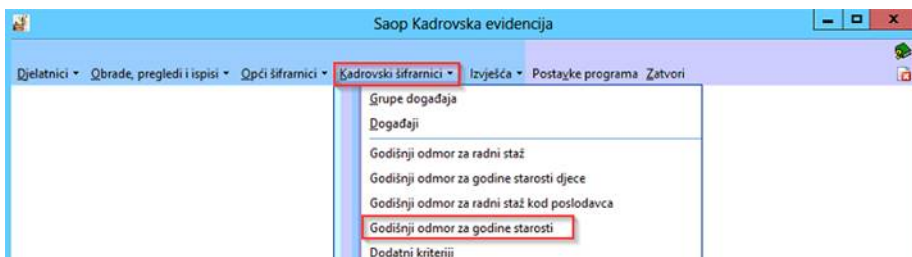 Saop Kadrovska evidencija
Djelatnici Obrade, pregledi i ispisi Opći šifrarnici Kadrovski šifrarnici Izvješća Postavke programa Zatvori
Grupe događaja
Događaji
Godišnji odmor za radni staž
Godišnji odmor za godine starosti djece
Godišnji odmor za radni staž kod poslodavca
Godišnji odmor za godine starosti
Dodatni kriteriji